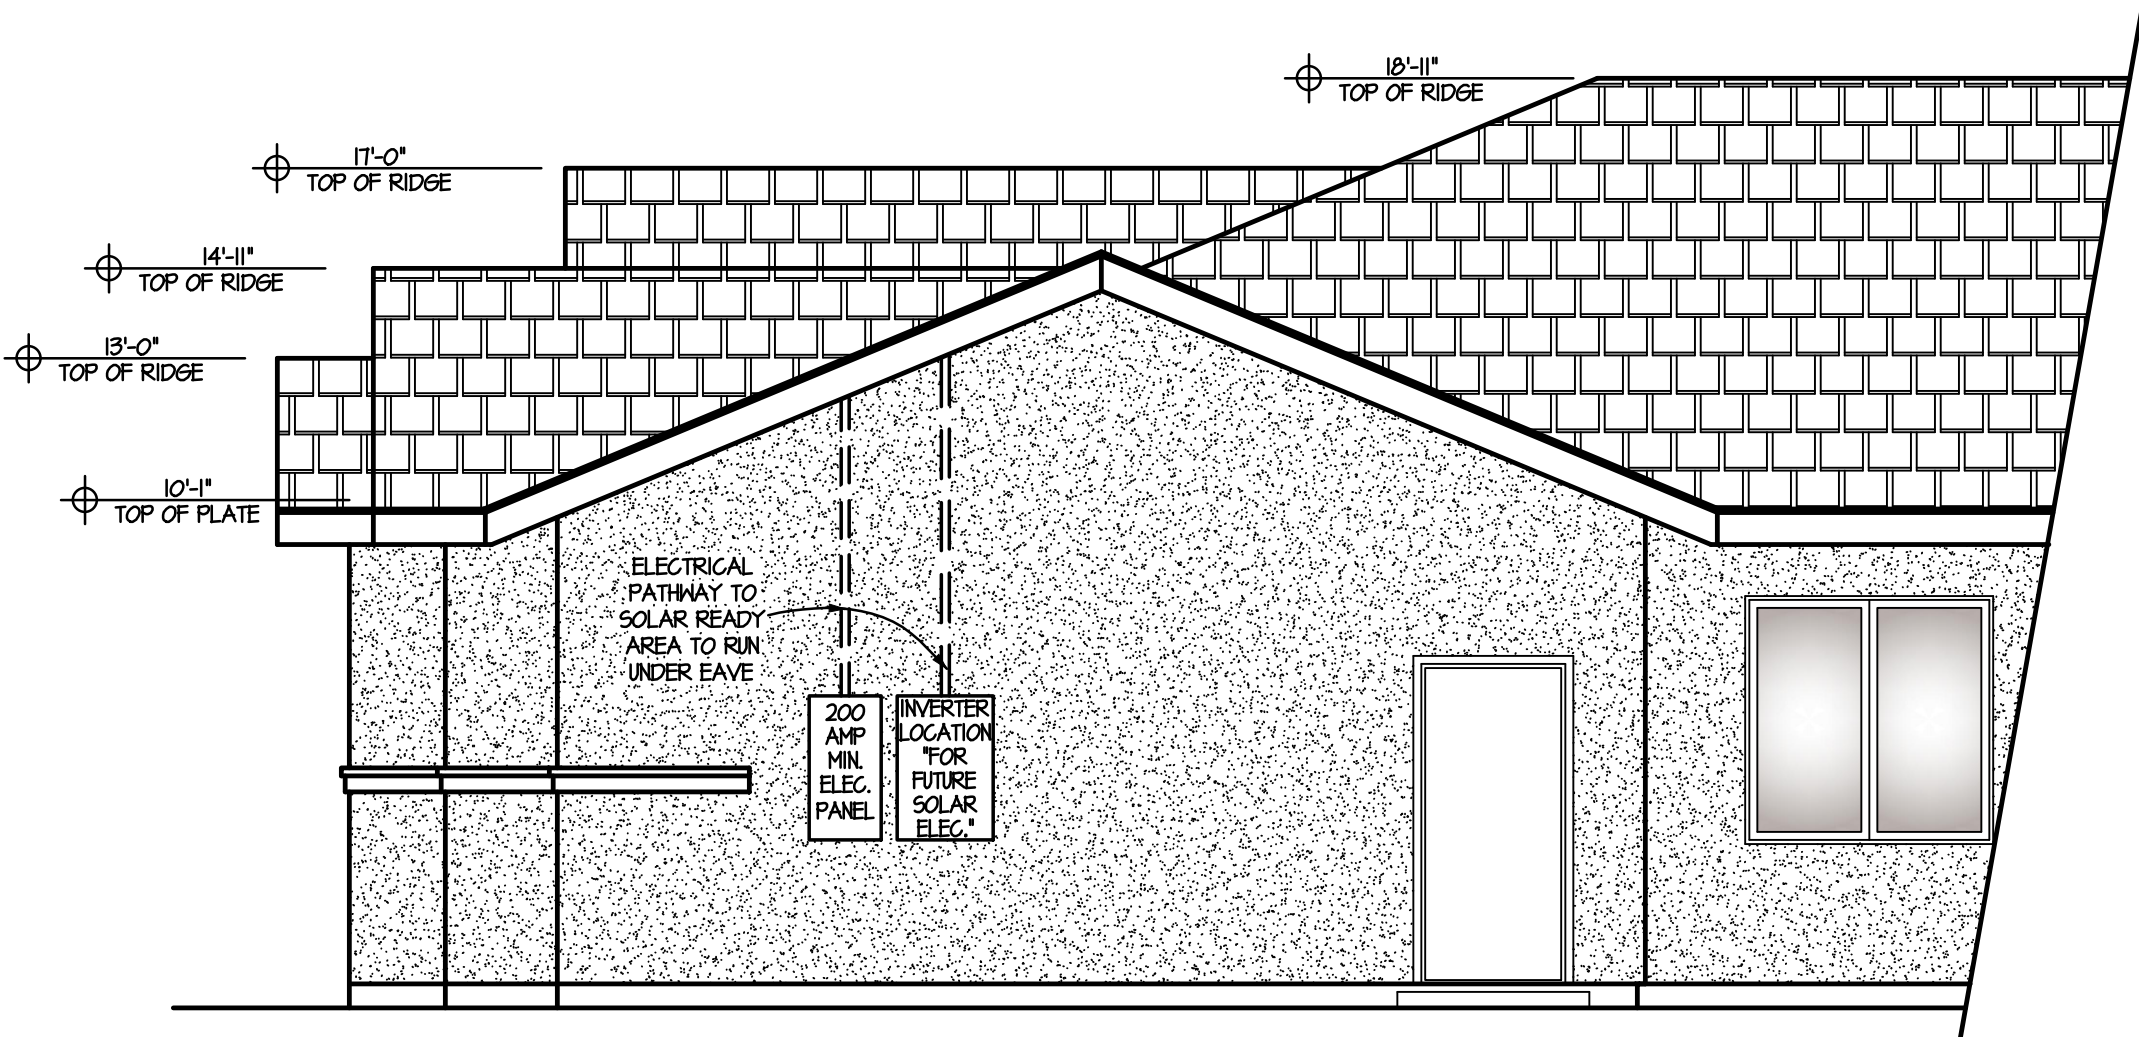 18'-11"
TOP OF RIDGE
17'-0"
TOP OF RIDGE
14'-11"
TOP OF RIDGE
13'-0"
TOP OF RIDGE
10'-1"
TOP OF PLATE
ELECTRICAL
PATHWAY TO
SOLAR READY
AREA TO RUN
UNDER EAVE
200
AMP
MIN.
ELEC.
PANEL
INVERTER
LOCATION
"FOR
FUTURE
SOLAR
ELEC."